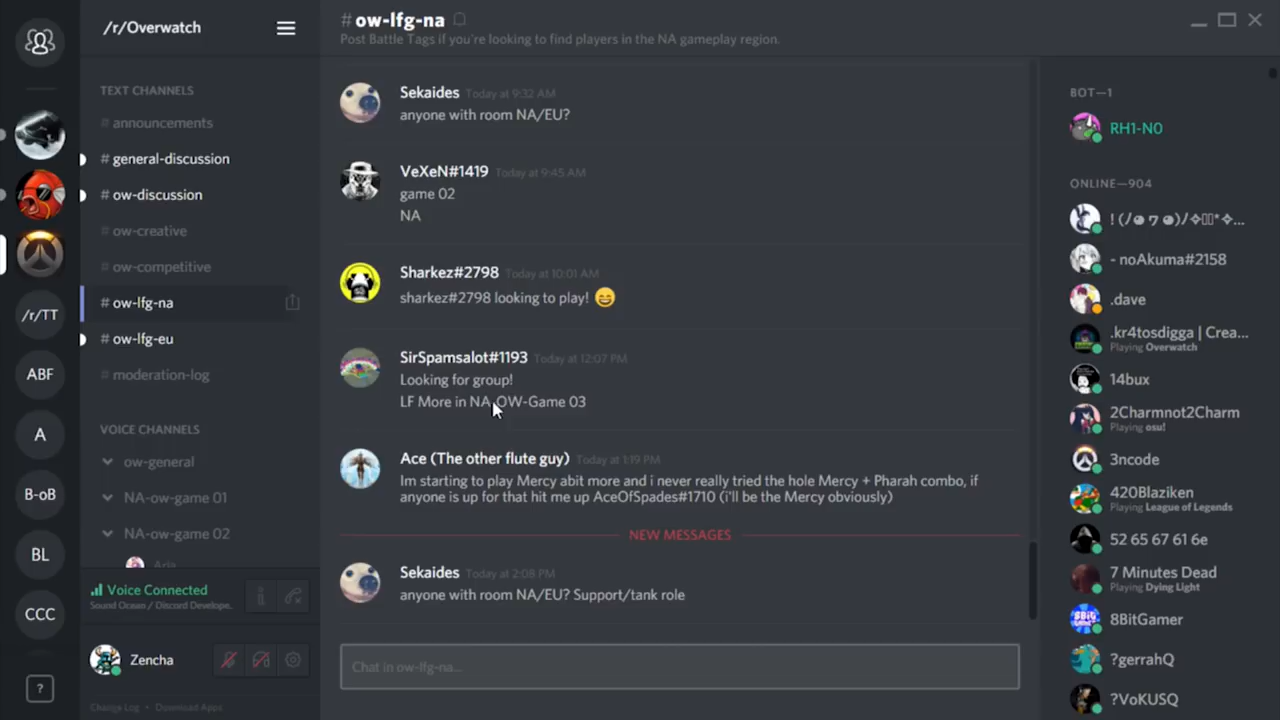 /r/Overwatch
TEXT CHANNELS
# announcements
# general-discussion
# ow-discussion
# ow-creative
# ow-competitive
# ow-lfg-na
# ow-lfg-eu
# moderation-log
VOICE CHANNELS
ow-general
NA-ow-game 01
NA-ow-game 02
Aria
/r/TT
ABF
A
B-oB
BL
CCC
?
Voice Connected
Sound Ocean / Discord Develope..
Zencha
Change Log • Download Apps
#ow-lfg-na
Post Battle Tags if you're looking to find players in the NA gameplay region.
Sekaides Today at 9:32 AM
anyone with room NA/EU?
VeXeN#1419 Today at 9:45 AM
game 02
NA
Sharkez#2798 Today at 10:01 AM
sharkez#2798 looking to play! 😄
SirSpamsalot#1193 Today at 12:07 PM
Looking for group!
LF More in NA-OW-Game 03
Ace (The other flute guy) Today at 1:19 PM
Im starting to play Mercy abit more and i never really tried the hole Mercy + Pharah combo, if
anyone is up for that hit me up AceOfSpades#1710 (i'll be the Mercy obviously)
NEW MESSAGES
Sekaides Today at 2:08 PM
anyone with room NA/EU? Support/tank role
Chat in ow-lfg-na...
BOT—1
RH1-N0
ONLINE—904
- noAkuma#2158
.dave
.kr4tosdigga | Crea...
Playing Overwatch
14bux
2Charmnot2Charm
Playing osu!
3ncode
420Blaziken
Playing League of Legends
52 65 67 61 6e
7 Minutes Dead
Playing Dying Light
8BitGamer
?gerrahQ
?VoKUSQ